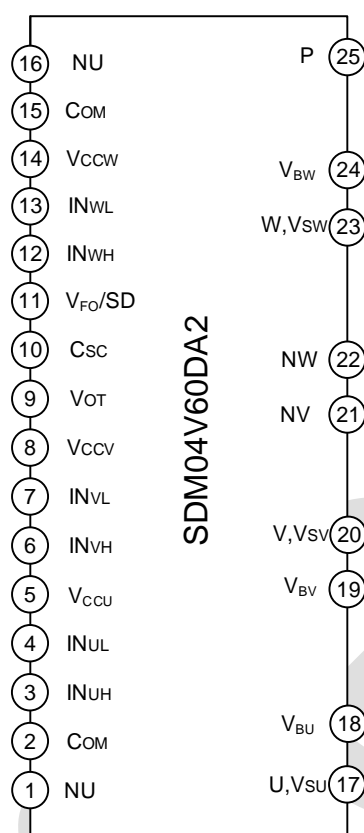 16 NU
15 COM
14 VCCW
13 INWL
12 INWH
11 VFO/SD
10 CSC
9 VOT
8 VCCV
7 INVL
6 INVH
5 VCCU
4 INUL
3 INUH
2 COM
1 NU
SDM04V60DA2
P 25
VBW 24
W,VSW 23
NW 22
NV 21
V,VSV 20
VBV 19
VBU 18
U,VSU 17